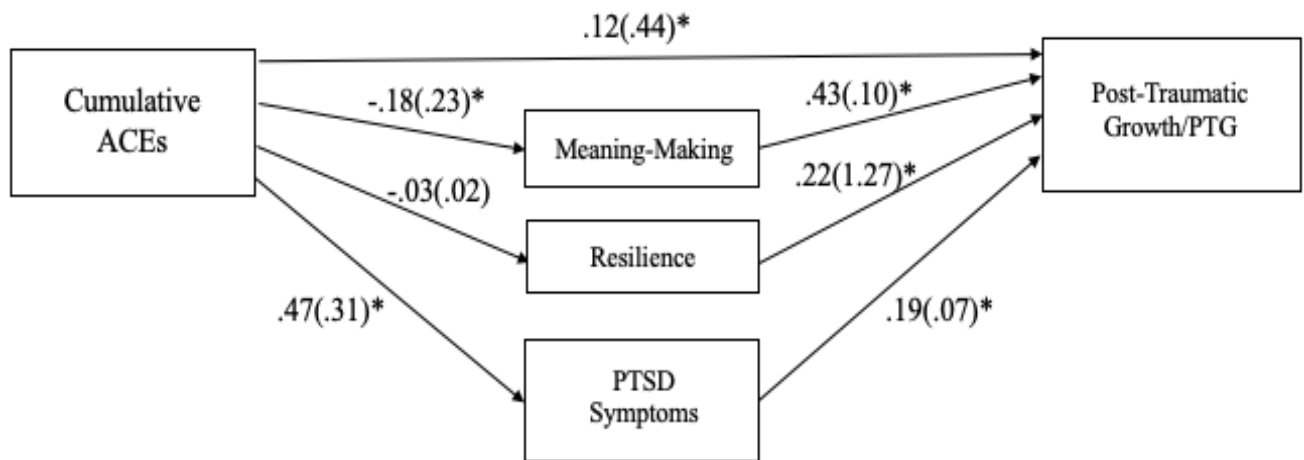 .12(.44)*
Cumulative
ACEs
-.18(.23)*
.43(.10)*
Post-Traumatic
Growth/PTG
Meaning-Making
-.03(.02)
.22(1.27)*
Resilience
.47(.31)*
.19(.07)*
PTSD
Symptoms